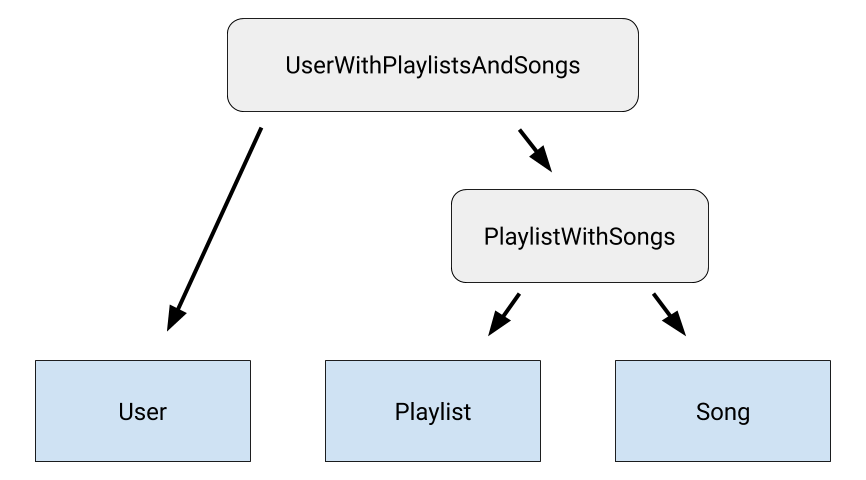 UserWithPlaylistsAndSongs
PlaylistWithSongs
User
Playlist
Song